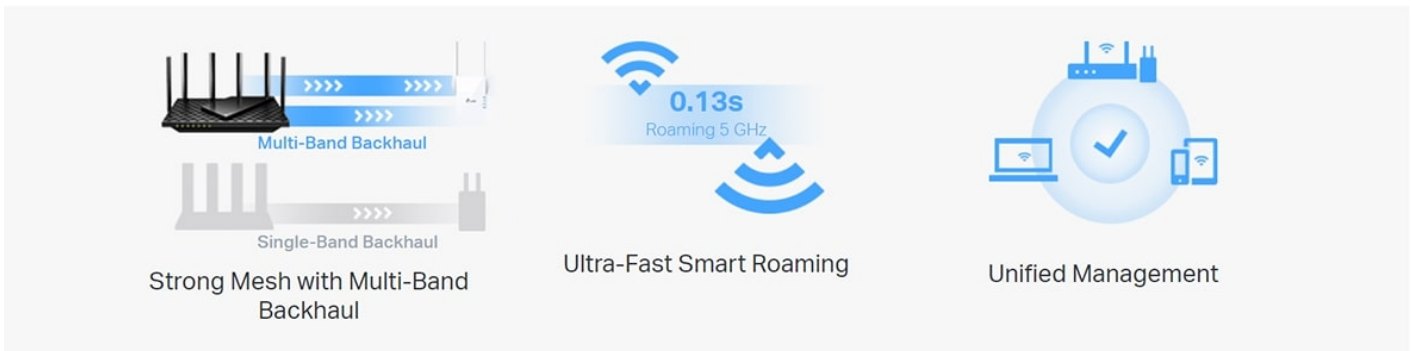 Multi-Band Backhaul
Single-Band Backhaul
Strong Mesh with Multi-Band
Backhaul
0.13s
Roaming 5 GHz
Ultra-Fast Smart Roaming
Unified Management